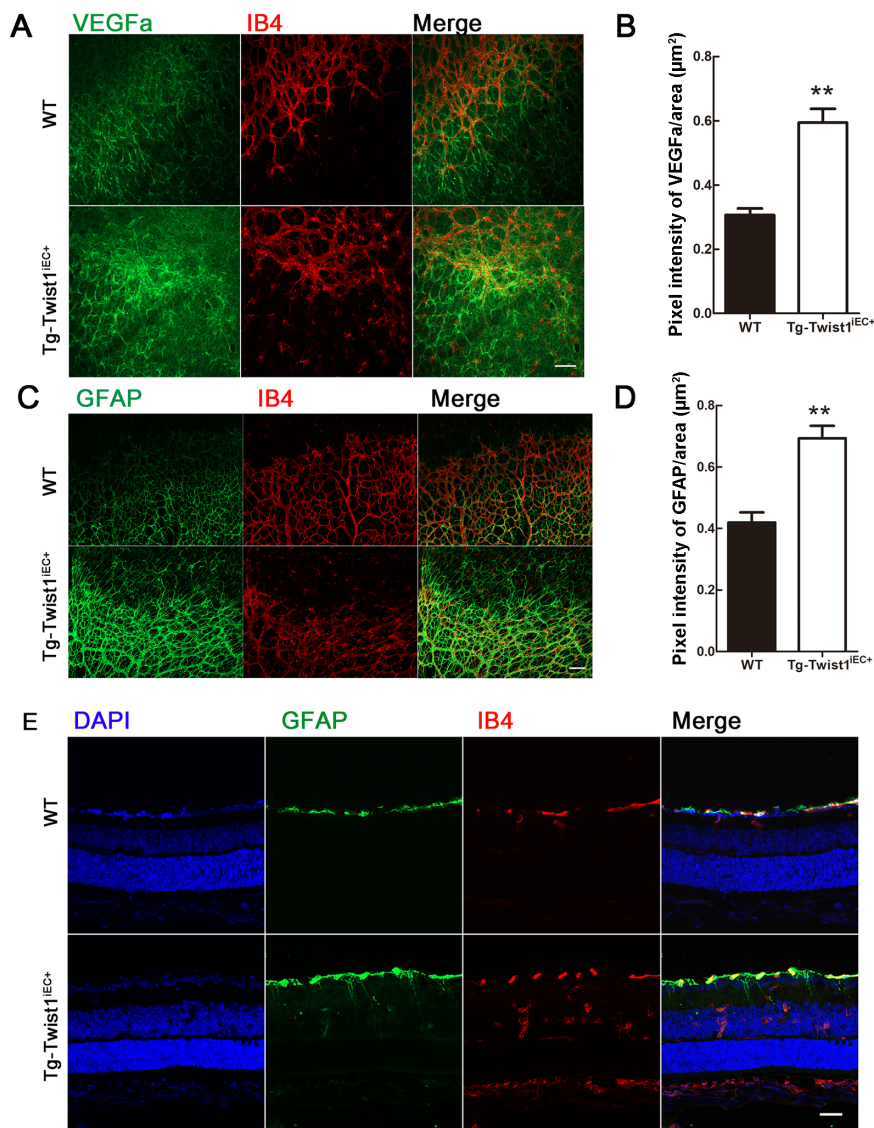 A
VEGFa
IB4
Merge
WT
Tg-Twist1iEC+
B
Pixel intensity of VEGFa/area (μm²)
0.8
0.6
0.4
0.2
0.0
**
WT
Tg-Twist1iEC+
C
GFAP
IB4
Merge
WT
Tg-Twist1iEC+
D
Pixel intensity of GFAP/area (μm²)
0.8
0.6
0.4
0.2
0.0
**
WT
Tg-Twist1iEC+
E
DAPI
GFAP
IB4
Merge
WT
Tg-Twist1iEC+